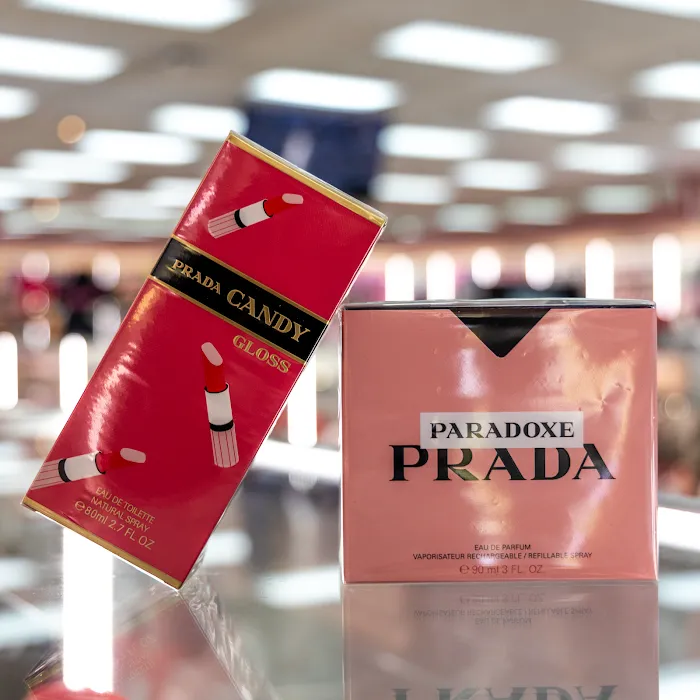 PRADA CANDY
GLOSS
EAU DE TOILETTE
NATURAL SPRAY
℮80ml 2.7 FL.OZ
PARADOXE
PRADA
EAU DE PARFUM
VAPORISATEUR RECHARGEABLE / REFILLABLE SPRAY
℮ 90 ml 3 FL. OZ.